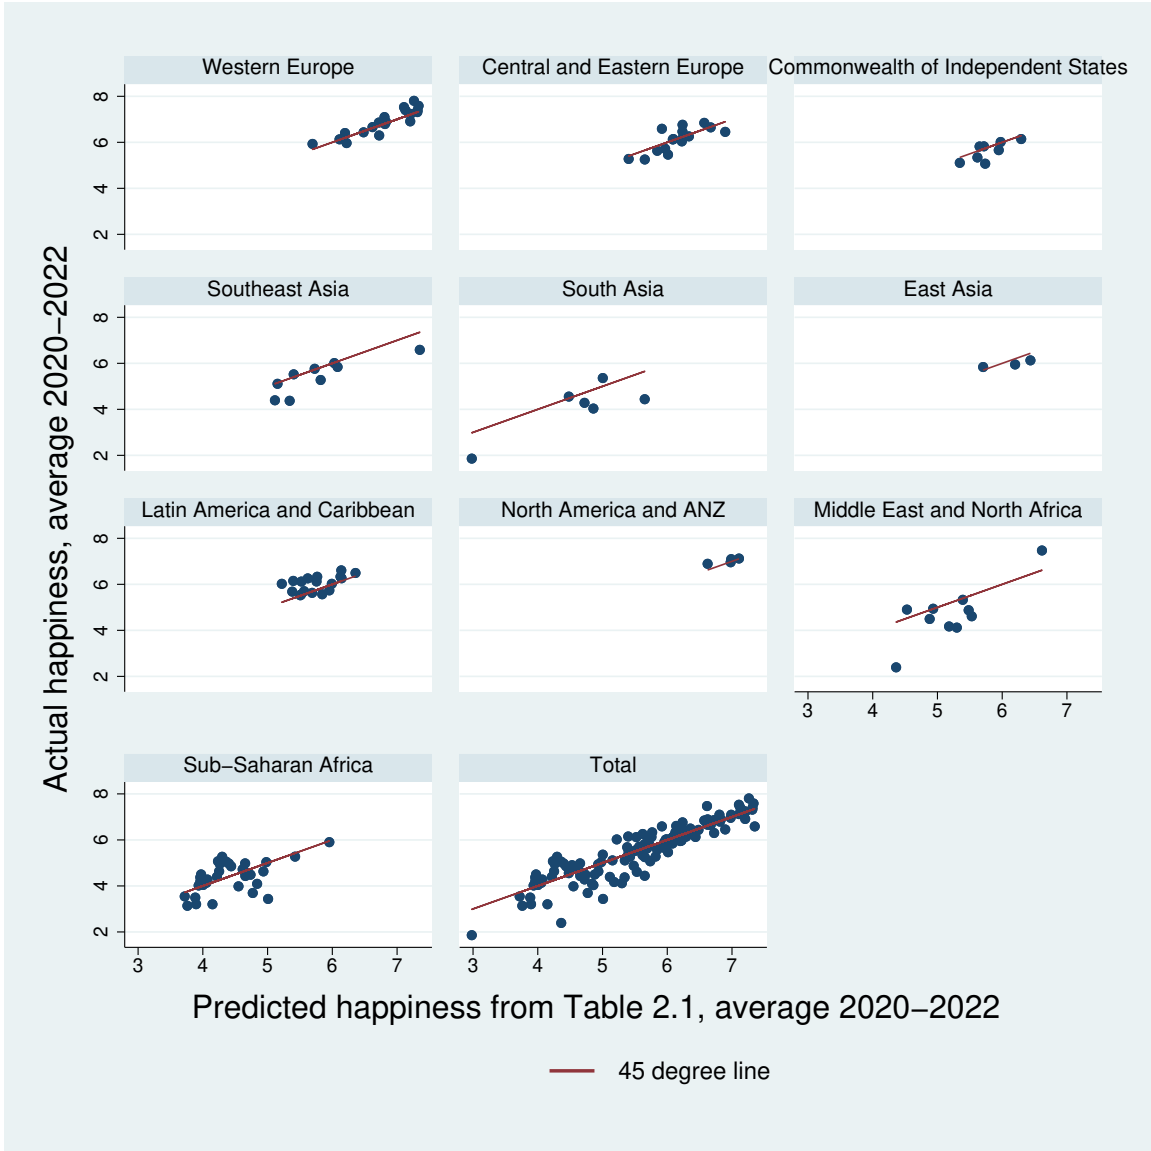 Western Europe
Central and Eastern Europe
Commonwealth of Independent States
8
6
4
2
Southeast Asia
South Asia
East Asia
8
6
4
2
Latin America and Caribbean
North America and ANZ
Middle East and North Africa
8
6
4
2
3 4 5 6 7
Sub−Saharan Africa
Total
8
6
4
2
3 4 5 6 7
3 4 5 6 7
Actual happiness, average 2020−2022
Predicted happiness from Table 2.1, average 2020−2022
45 degree line